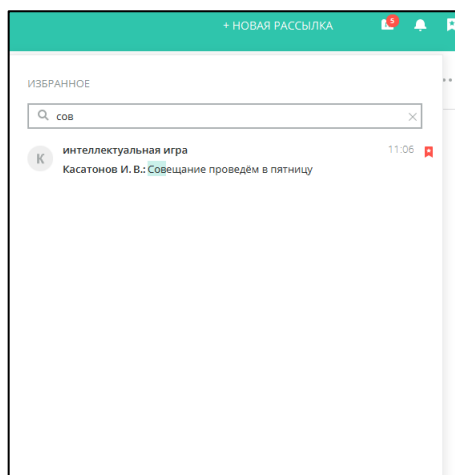 + НОВАЯ РАССЫЛКА
5
ИЗБРАННОЕ
сов
К
интеллектуальная игра 11:06
Касатонов И. В.: Совещание проведём в пятницу